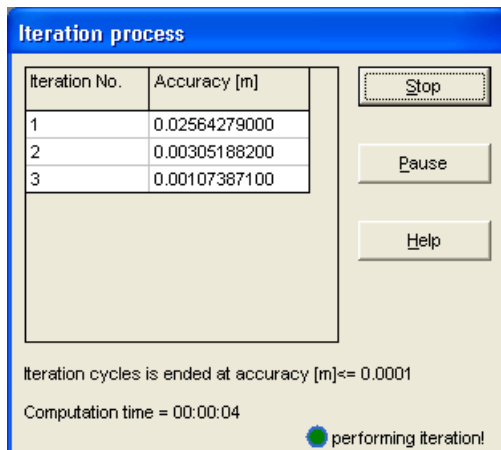 Iteration process
Iteration No. Accuracy [m]
1 0.02564279000
2 0.00305188200
3 0.00107387100
Stop
Pause
Help
Iteration cycles is ended at accuracy [m]<= 0.0001
Computation time = 00:00:04
performing iteration!